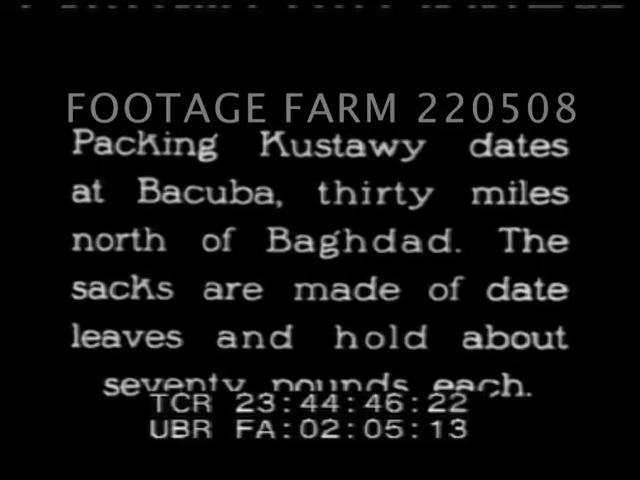 FOOTAGE FARM 220508
Packing Kustawy dates
at Bacuba, thirty miles
north of Baghdad. The
sacks are made of date
leaves and hold about
seventy pounds each.
TCR 23:44:46:22
UBR FA:02:05:13